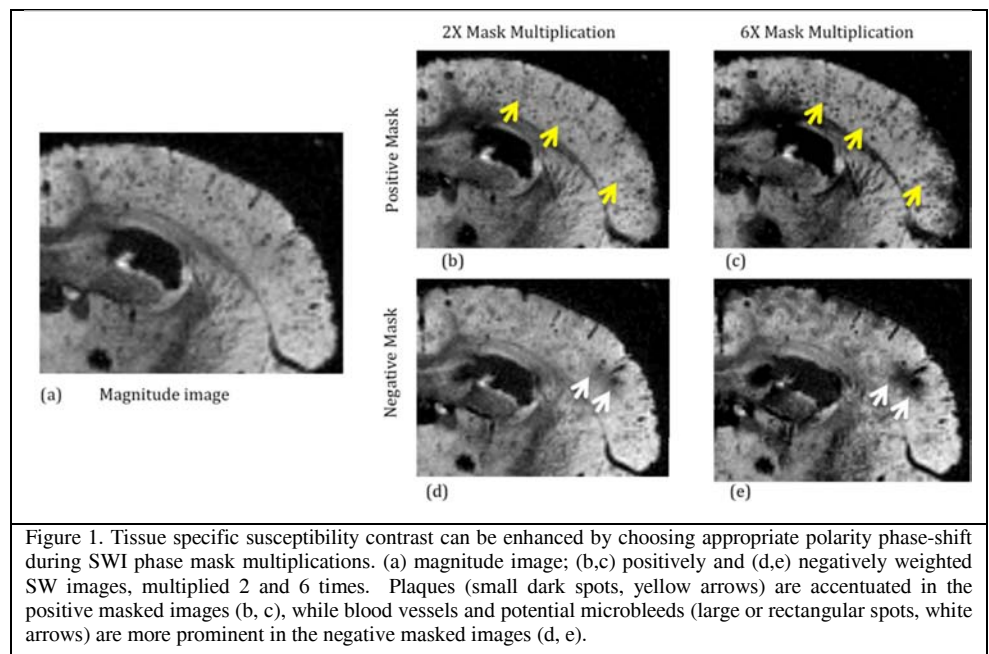 2X Mask Multiplication
6X Mask Multiplication
Positive Mask
(b)
(c)
(a) Magnitude image
Negative Mask
(d)
(e)
Figure 1. Tissue specific susceptibility contrast can be enhanced by choosing appropriate polarity phase-shift
during SWI phase mask multiplications. (a) magnitude image; (b,c) positively and (d,e) negatively weighted
SW images, multiplied 2 and 6 times. Plaques (small dark spots, yellow arrows) are accentuated in the
positive masked images (b, c), while blood vessels and potential microbleeds (large or rectangular spots, white
arrows) are more prominent in the negative masked images (d, e).